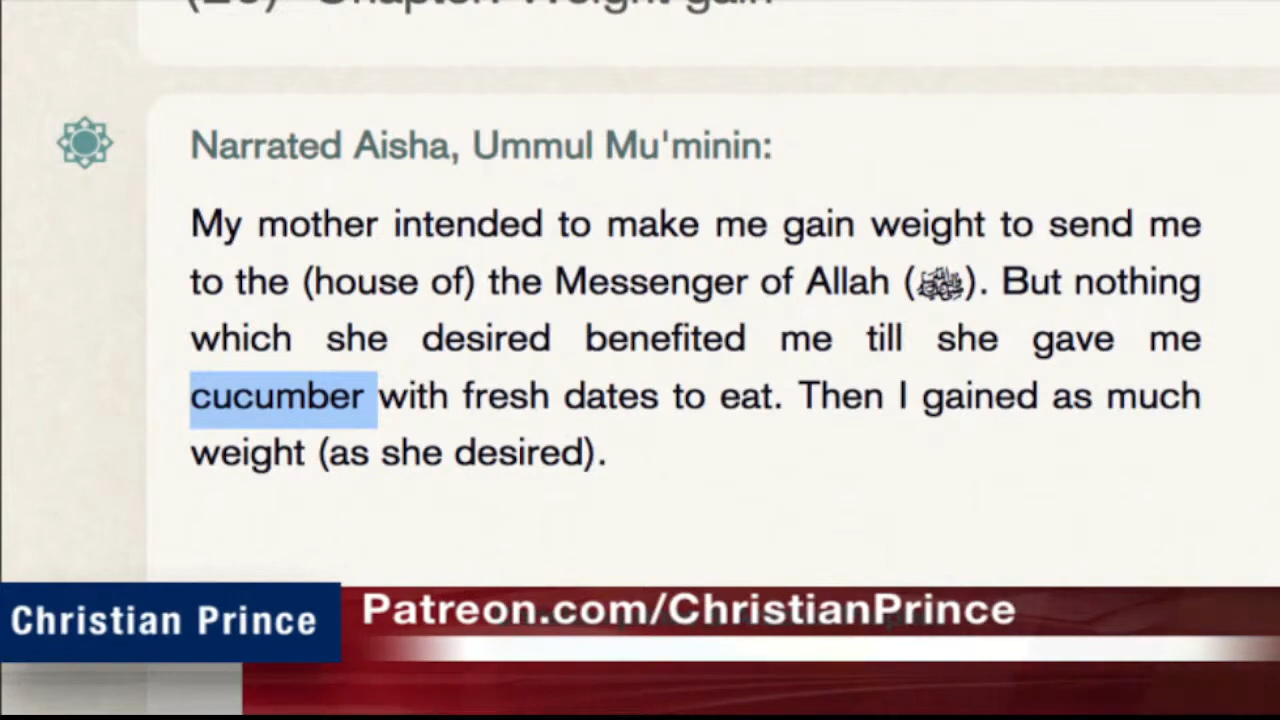 Chapter: Weight gain
Narrated Aisha, Ummul Mu'minin:
My mother intended to make me gain weight to send me
to the (house of) the Messenger of Allah (ﷺ). But nothing
which she desired benefited me till she gave me
cucumber with fresh dates to eat. Then I gained as much
weight (as she desired).
Christian Prince
Patreon.com/ChristianPrince